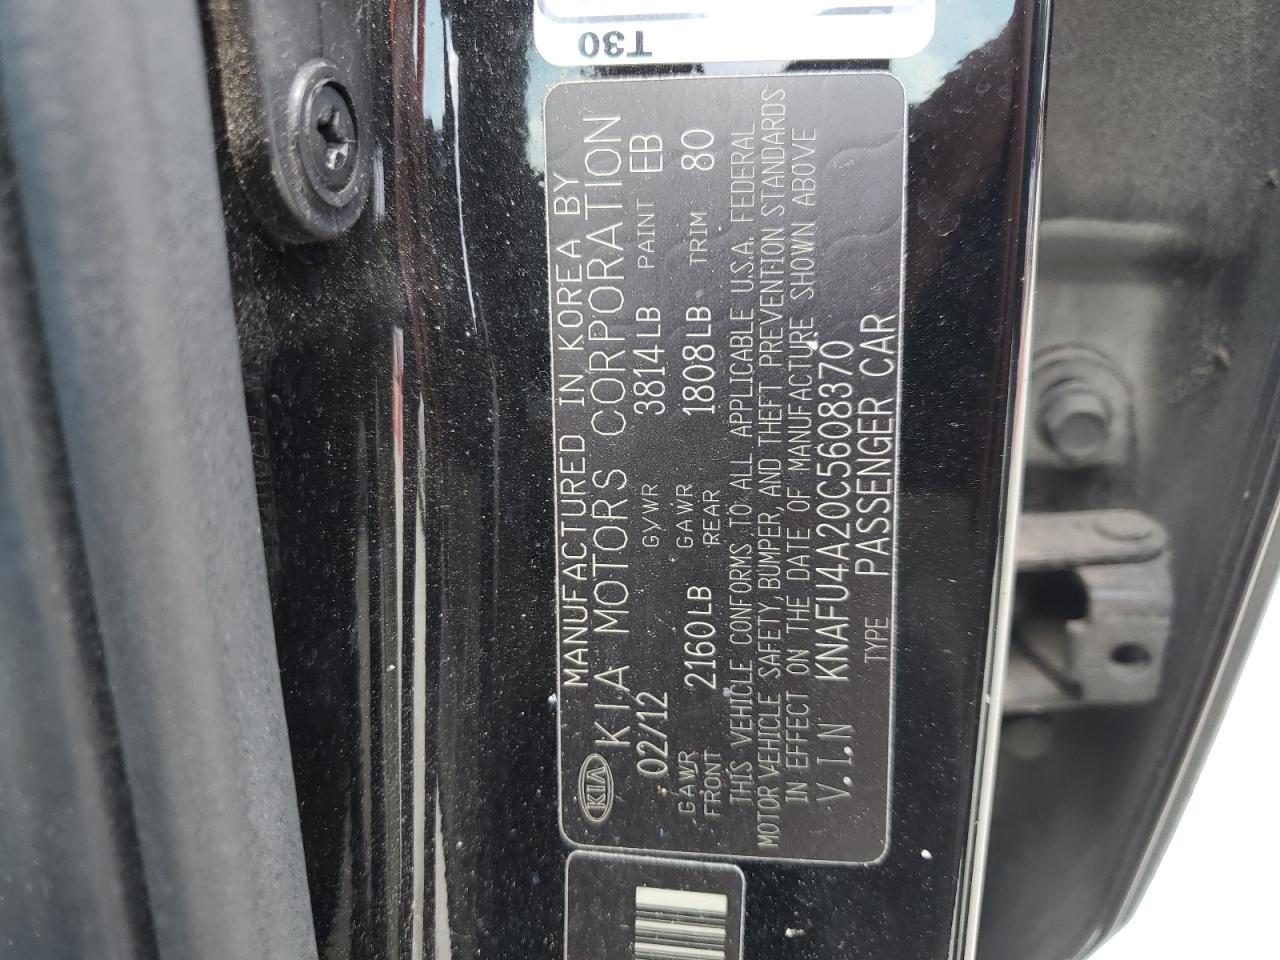 T30
KIA
MANUFACTURED IN KOREA BY
KIA MOTORS CORPORATION
02/12 GVWR 3814LB PAINT EB
GAWR FRONT 2160LB GAWR REAR 1808LB TRIM 80
THIS VEHICLE CONFORMS TO ALL APPLICABLE U.S.A. FEDERAL
MOTOR VEHICLE SAFETY, BUMPER, AND THEFT PREVENTION STANDARDS
IN EFFECT ON THE DATE OF MANUFACTURE SHOWN ABOVE
V.I.N KNAFU4A20C5608370
TYPE PASSENGER CAR